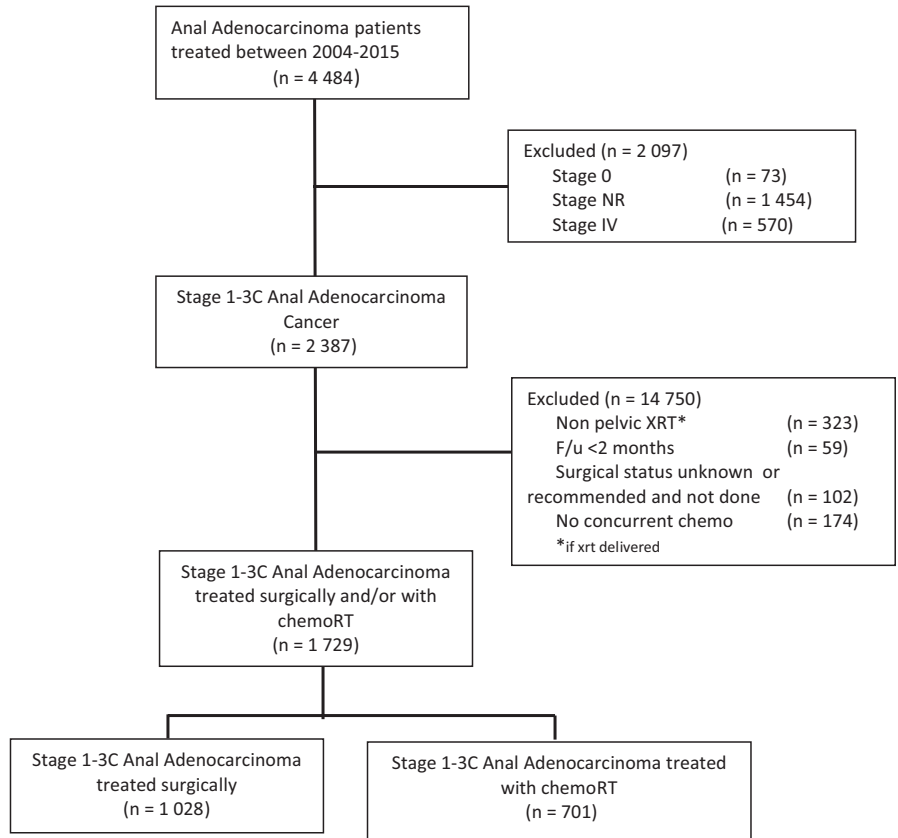 Anal Adenocarcinoma patients
treated between 2004-2015
(n = 4 484)
Excluded (n = 2 097)
Stage 0 (n = 73)
Stage NR (n = 1 454)
Stage IV (n = 570)
Stage 1-3C Anal Adenocarcinoma
Cancer
(n = 2 387)
Excluded (n = 14 750)
Non pelvic XRT* (n = 323)
F/u <2 months (n = 59)
Surgical status unknown or
recommended and not done (n = 102)
No concurrent chemo (n = 174)
*if xrt delivered
Stage 1-3C Anal Adenocarcinoma
treated surgically and/or with
chemoRT
(n = 1 729)
Stage 1-3C Anal Adenocarcinoma
treated surgically
(n = 1 028)
Stage 1-3C Anal Adenocarcinoma treated
with chemoRT
(n = 701)